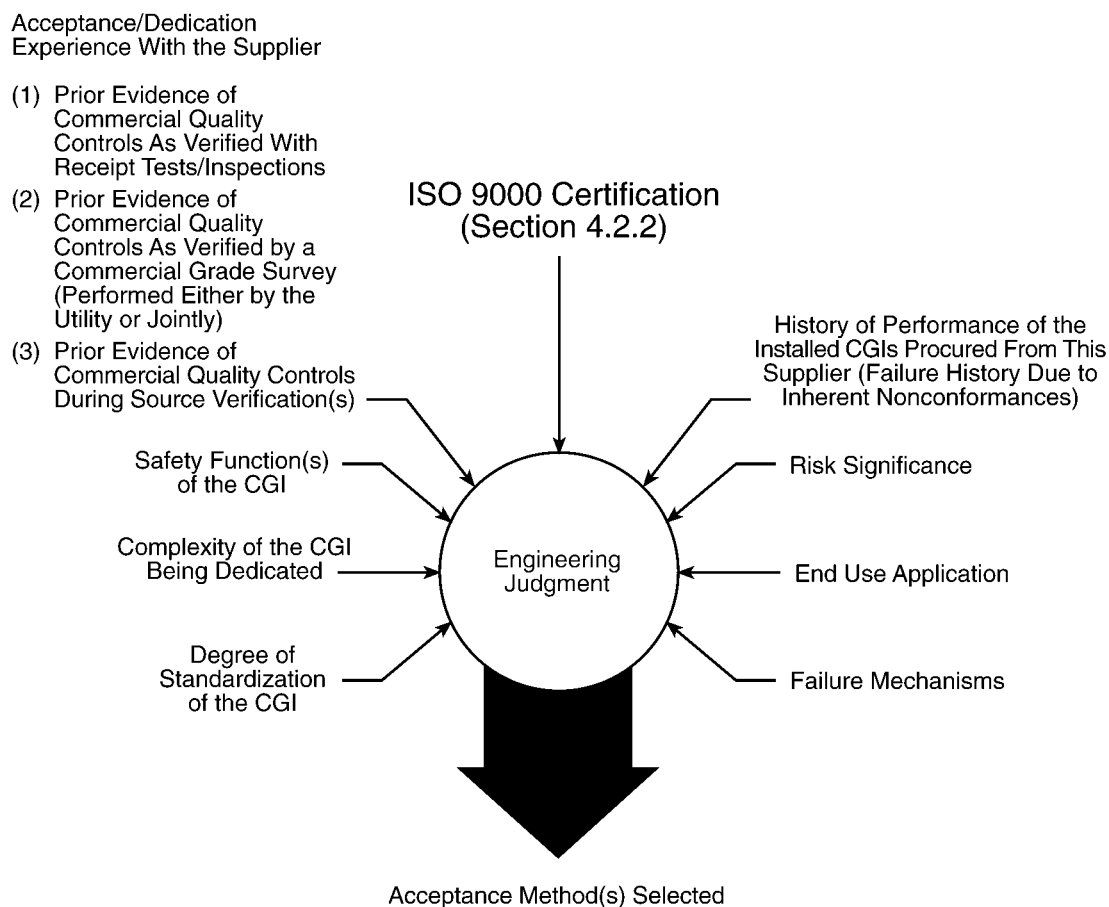 Acceptance/Dedication
Experience With the Supplier
(1) Prior Evidence of
Commercial Quality
Controls As Verified With
Receipt Tests/Inspections
(2) Prior Evidence of
Commercial Quality
Controls As Verified by a
Commercial Grade Survey
(Performed Either by the
Utility or Jointly)
(3) Prior Evidence of
Commercial Quality Controls
During Source Verification(s)
Safety Function(s)
of the CGI
Complexity of the CGI
Being Dedicated
Degree of
Standardization
of the CGI
ISO 9000 Certification
(Section 4.2.2)
Engineering
Judgment
History of Performance of the
Installed CGIs Procured From This
Supplier (Failure History Due to
Inherent Nonconformances)
Risk Significance
End Use Application
Failure Mechanisms
Acceptance Method(s) Selected